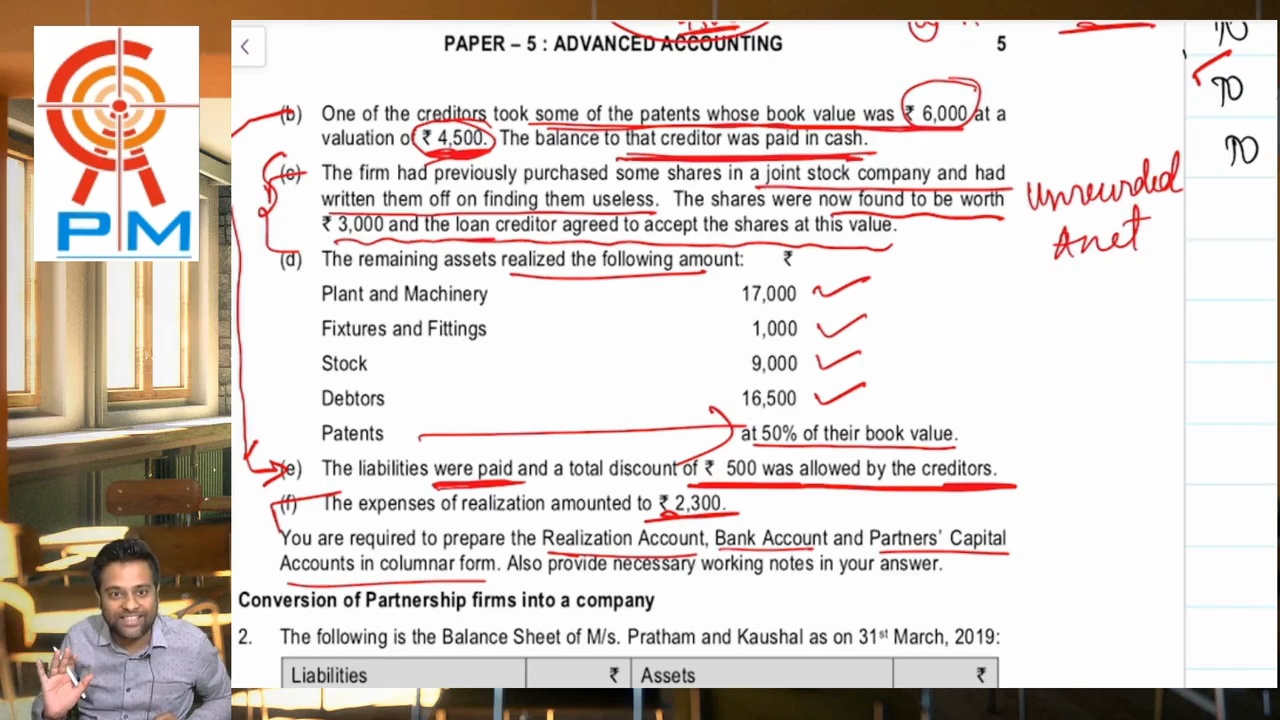 PAPER – 5 : ADVANCED ACCOUNTING 5
(b) One of the creditors took some of the patents whose book value was ₹ 6,000 at a
valuation of ₹ 4,500. The balance to that creditor was paid in cash.
(c) The firm had previously purchased some shares in a joint stock company and had
written them off on finding them useless. The shares were now found to be worth
₹ 3,000 and the loan creditor agreed to accept the shares at this value.
Unrecorded
Asset
(d) The remaining assets realized the following amount: ₹
Plant and Machinery 17,000
Fixtures and Fittings 1,000
Stock 9,000
Debtors 16,500
Patents at 50% of their book value.
(e) The liabilities were paid and a total discount of ₹ 500 was allowed by the creditors.
(f) The expenses of realization amounted to ₹ 2,300.
You are required to prepare the Realization Account, Bank Account and Partners' Capital
Accounts in columnar form. Also provide necessary working notes in your answer.
Conversion of Partnership firms into a company
2. The following is the Balance Sheet of M/s. Pratham and Kaushal as on 31st March, 2019:
Liabilities ₹ Assets ₹
PM